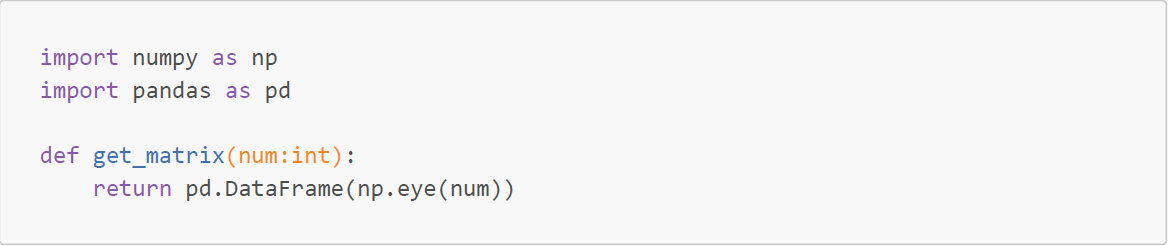 import numpy as np
import pandas as pd
def get_matrix(num:int):
    return pd.DataFrame(np.eye(num))